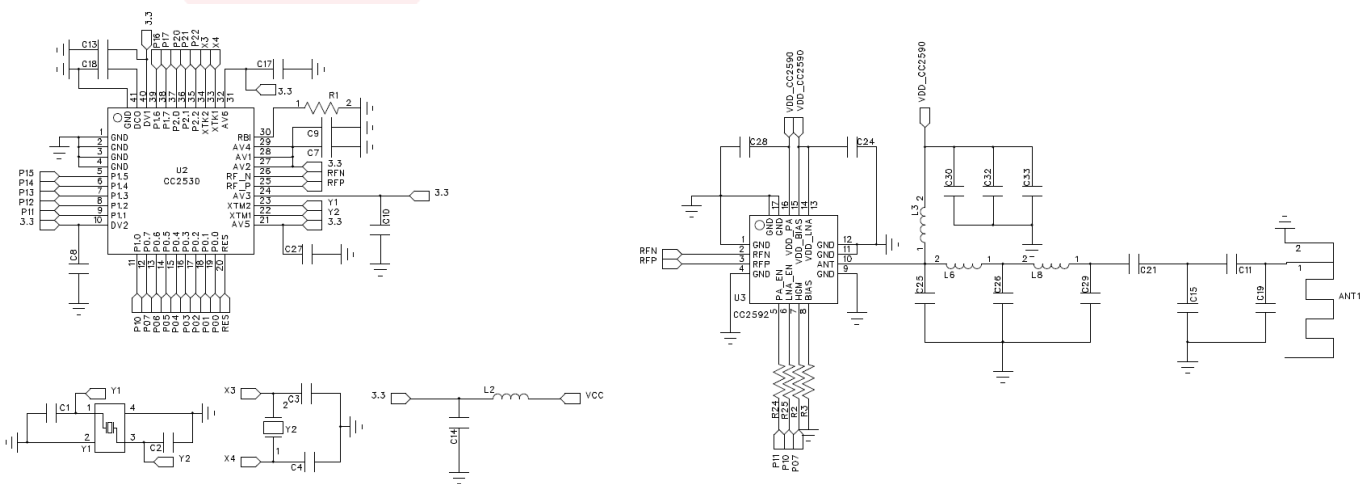 3.3
P16
P17
P20
P21
P22
X3
X4
C13
C18
C17
3.3
41
40
39
38
37
36
35
34
33
32
31
GND
DCO
DV1
P1.6
P1.7
P2.0
P2.1
P2.2
XTK2
XTK1
AV6
R1
1
2
1
GND
2
GND
3
GND
4
GND
P15
5
P1.5
P14
6
P1.4
P13
7
P1.3
P12
8
P1.2
P11
9
P1.1
3.3
10
DV2
U2
CC2530
RBI
30
AV4
29
AV1
28
AV2
27
3.3
RF_N
26
RFN
RF_P
25
RFP
AV3
24
3.3
XTM2
23
Y1
XTM1
22
Y2
AV5
21
3.3
C9
C7
C10
C27
C8
P1.0
P0.7
P0.6
P0.5
P0.4
P0.3
P0.2
P0.1
P0.0
RES
11
12
13
14
15
16
17
18
19
20
P10
P07
P06
P05
P04
P03
P02
P01
P00
RES
C1
Y1
1
4
2
3
Y1
C2
Y2
X3
C3
2
Y2
1
X4
C4
3.3
L2
VCC
C14
VDD_CC2590
VDD_CC2590
C28
C24
17
16
15
14
13
GND
GND
VDD_PA
VDD_BIAS
VDD_LNA
1
GND
RFN
2
RFN
RFP
3
RFP
4
GND
GND
12
GND
11
ANT
10
GND
9
U3
CC2592
PA_EN
LNA_EN
HGM
BIAS
5
6
7
8
R24
R25
R2
R3
P11
P10
P07
VDD_CC2590
L3
2
1
C30
C32
C33
2
L6
1
2
L8
1
C25
C26
C29
C21
C15
C11
C19
2
1
ANT1